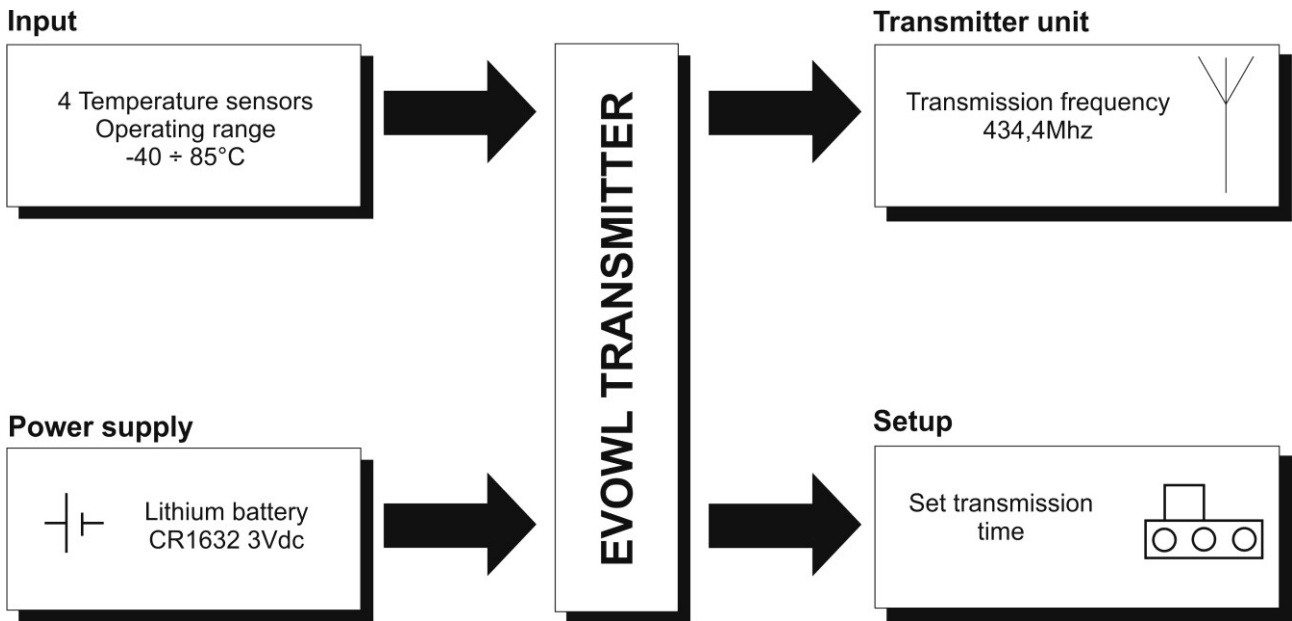 Input
4 Temperature sensors
Operating range
-40 ÷ 85°C
EVOWL TRANSMITTER
Transmitter unit
Transmission frequency
434,4Mhz
Power supply
Lithium battery
CR1632 3Vdc
Setup
Set transmission
time